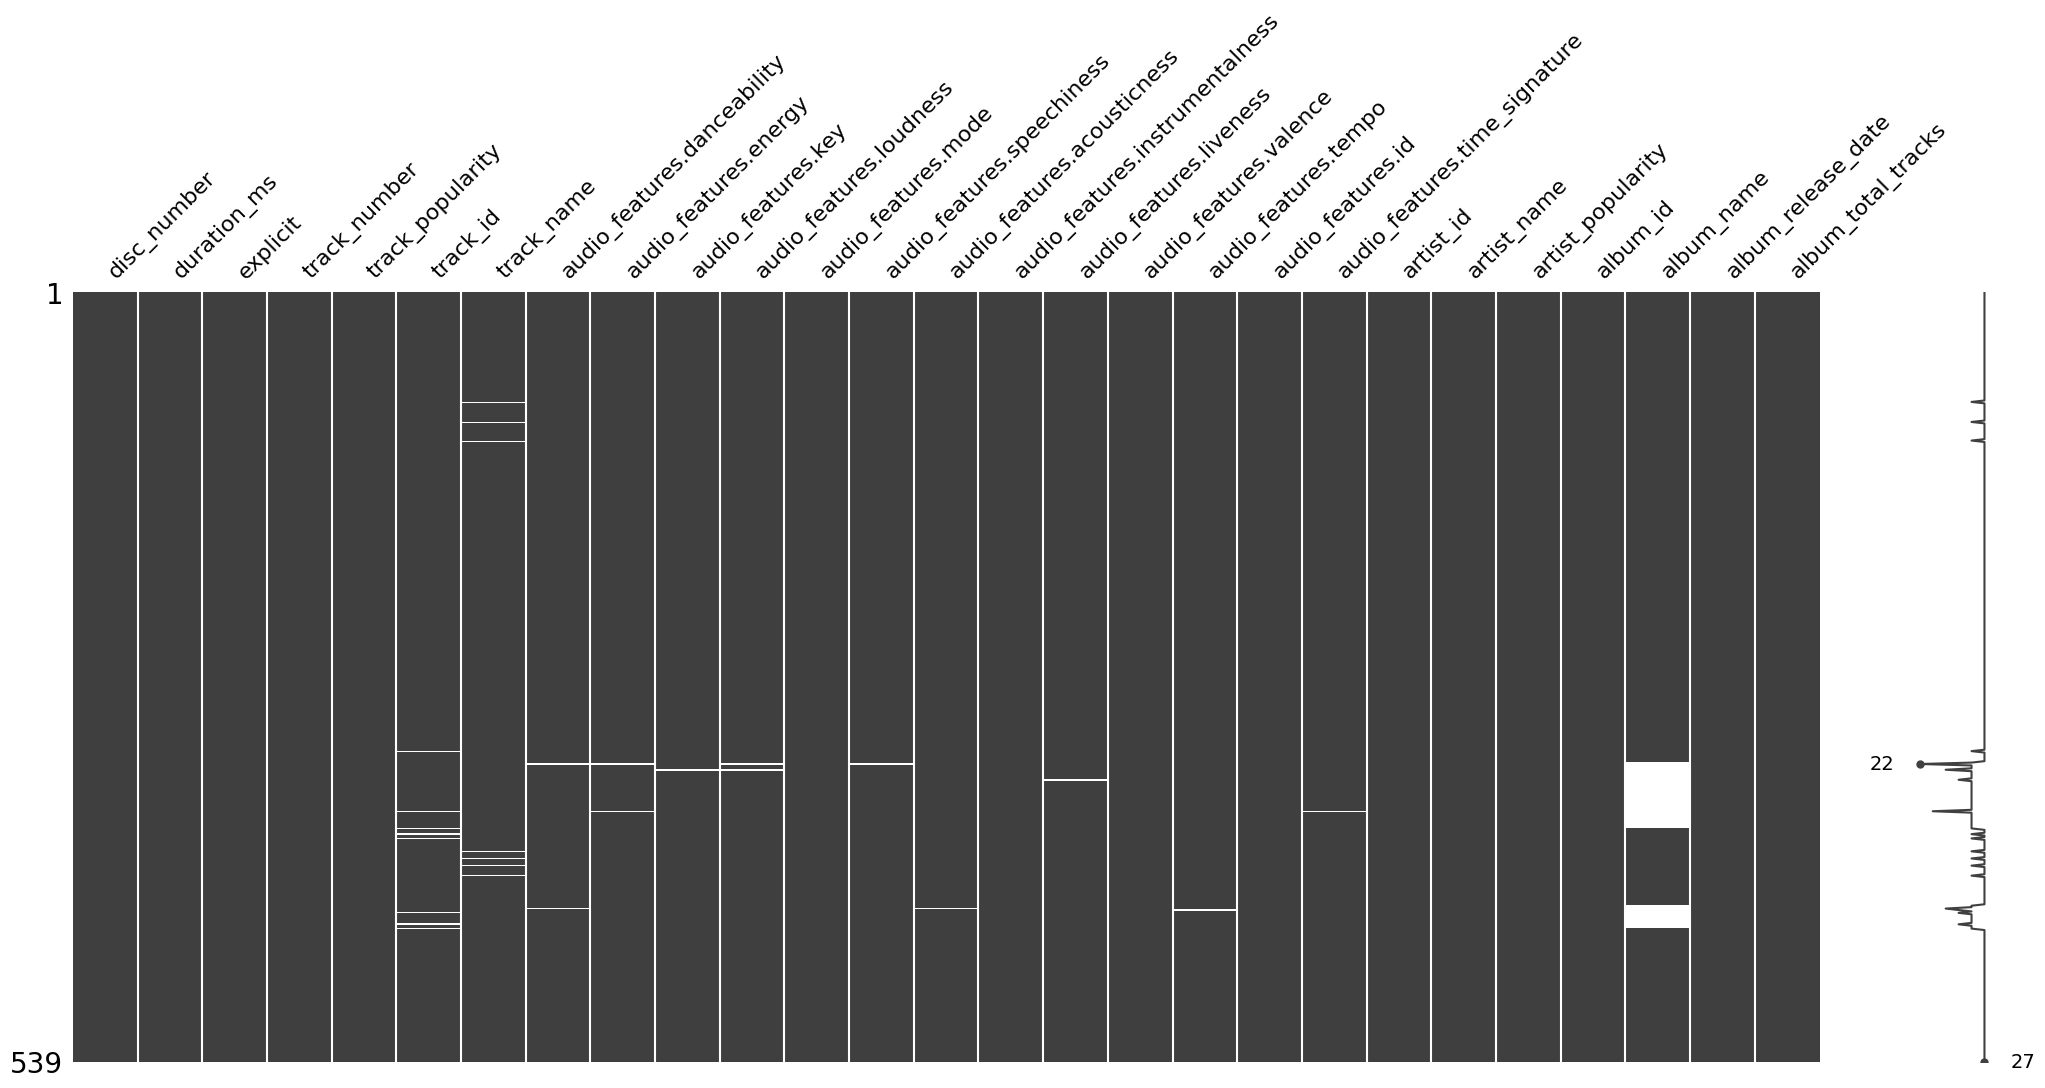 disc_number
duration_ms
explicit
track_number
track_popularity
track_id
track_name
audio_features.danceability
audio_features.energy
audio_features.key
audio_features.loudness
audio_features.mode
audio_features.speechiness
audio_features.acousticness
audio_features.instrumentalness
audio_features.liveness
audio_features.valence
audio_features.tempo
audio_features.id
audio_features.time_signature
artist_id
artist_name
artist_popularity
album_id
album_name
album_release_date
album_total_tracks
1
22
539
27